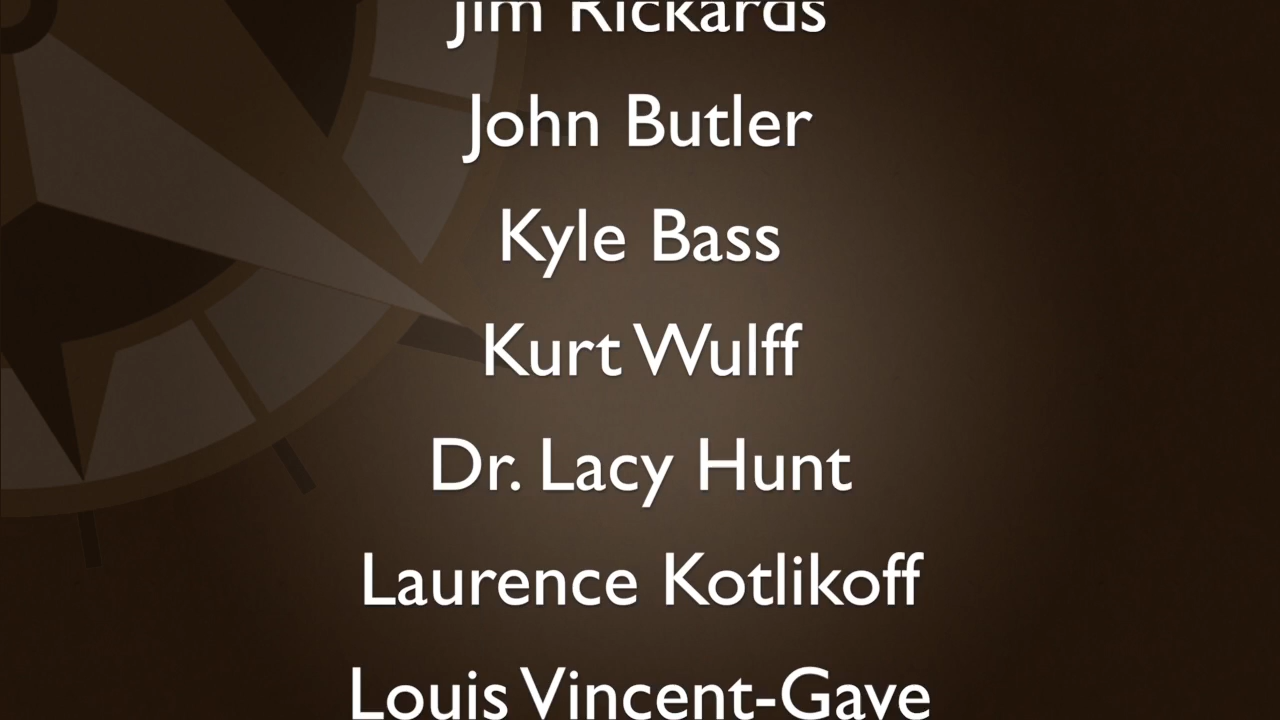 Jim Rickards
John Butler
Kyle Bass
Kurt Wulff
Dr. Lacy Hunt
Laurence Kotlikoff
Louis Vincent-Gave